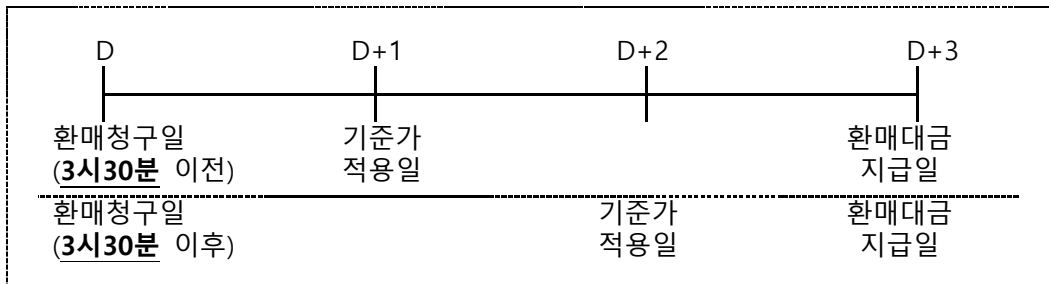 D D+1 D+2 D+3
환매청구일 기준가 환매대금
(3시30분 이전) 적용일 지급일
환매청구일 기준가 환매대금
(3시30분 이후) 적용일 지급일